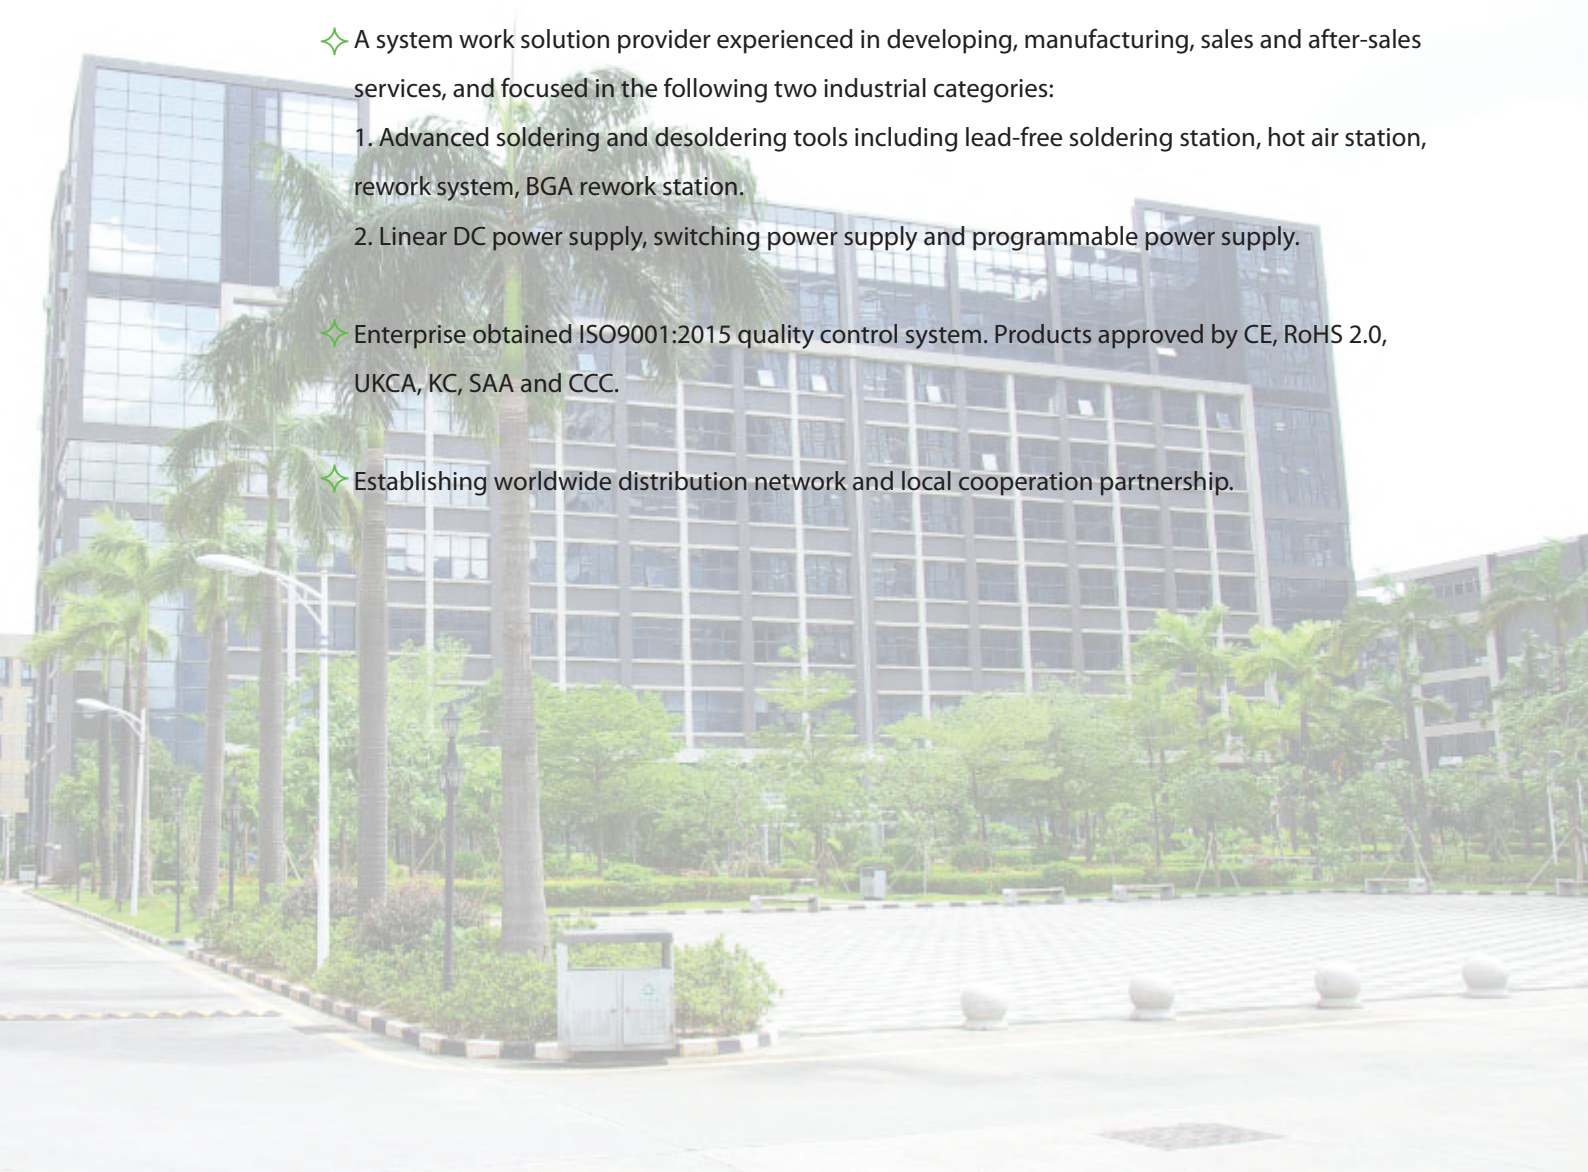 A system work solution provider experienced in developing, manufacturing, sales and after-sales
services, and focused in the following two industrial categories:
1. Advanced soldering and desoldering tools including lead-free soldering station, hot air station,
rework system, BGA rework station.
2. Linear DC power supply, switching power supply and programmable power supply.
Enterprise obtained ISO9001:2015 quality control system. Products approved by CE, RoHS 2.0,
UKCA, KC, SAA and CCC.
Establishing worldwide distribution network and local cooperation partnership.